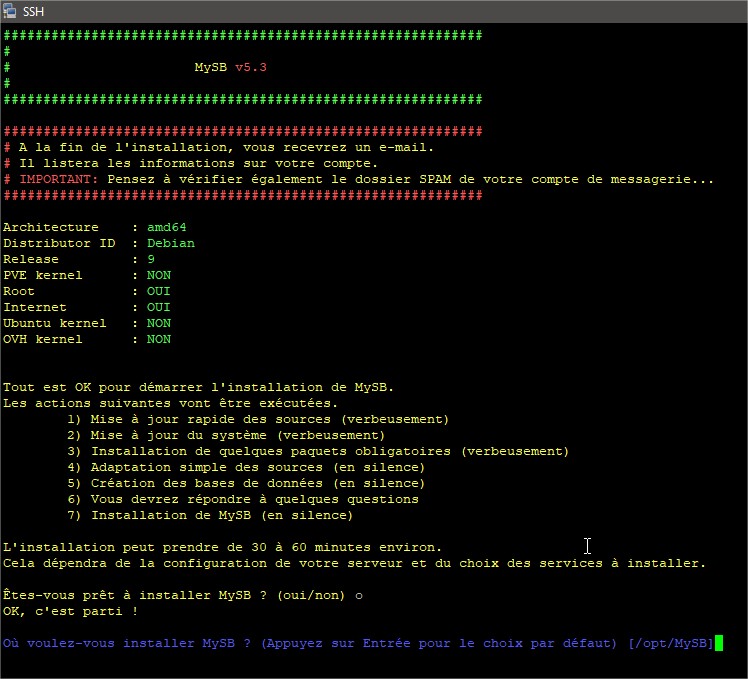 SSH
############################################################
#
# MySB v5.3
#
############################################################
############################################################
# A la fin de l'installation, vous recevrez un e-mail.
# Il listera les informations sur votre compte.
# IMPORTANT: Pensez à vérifier également le dossier SPAM de votre compte de messagerie...
############################################################
Architecture : amd64
Distributor ID : Debian
Release : 9
PVE kernel : NON
Root : OUI
Internet : OUI
Ubuntu kernel : NON
OVH kernel : NON
Tout est OK pour démarrer l'installation de MySB.
Les actions suivantes vont être exécutées.
1) Mise à jour rapide des sources (verbeusement)
2) Mise à jour du système (verbeusement)
3) Installation de quelques paquets obligatoires (verbeusement)
4) Adaptation simple des sources (en silence)
5) Création des bases de données (en silence)
6) Vous devrez répondre à quelques questions
7) Installation de MySB (en silence)
L'installation peut prendre de 30 à 60 minutes environ.
Cela dépendra de la configuration de votre serveur et du choix des services à installer.
Êtes-vous prêt à installer MySB ? (oui/non) o
OK, c'est parti !
Où voulez-vous installer MySB ? (Appuyez sur Entrée pour le choix par défaut) [/opt/MySB]